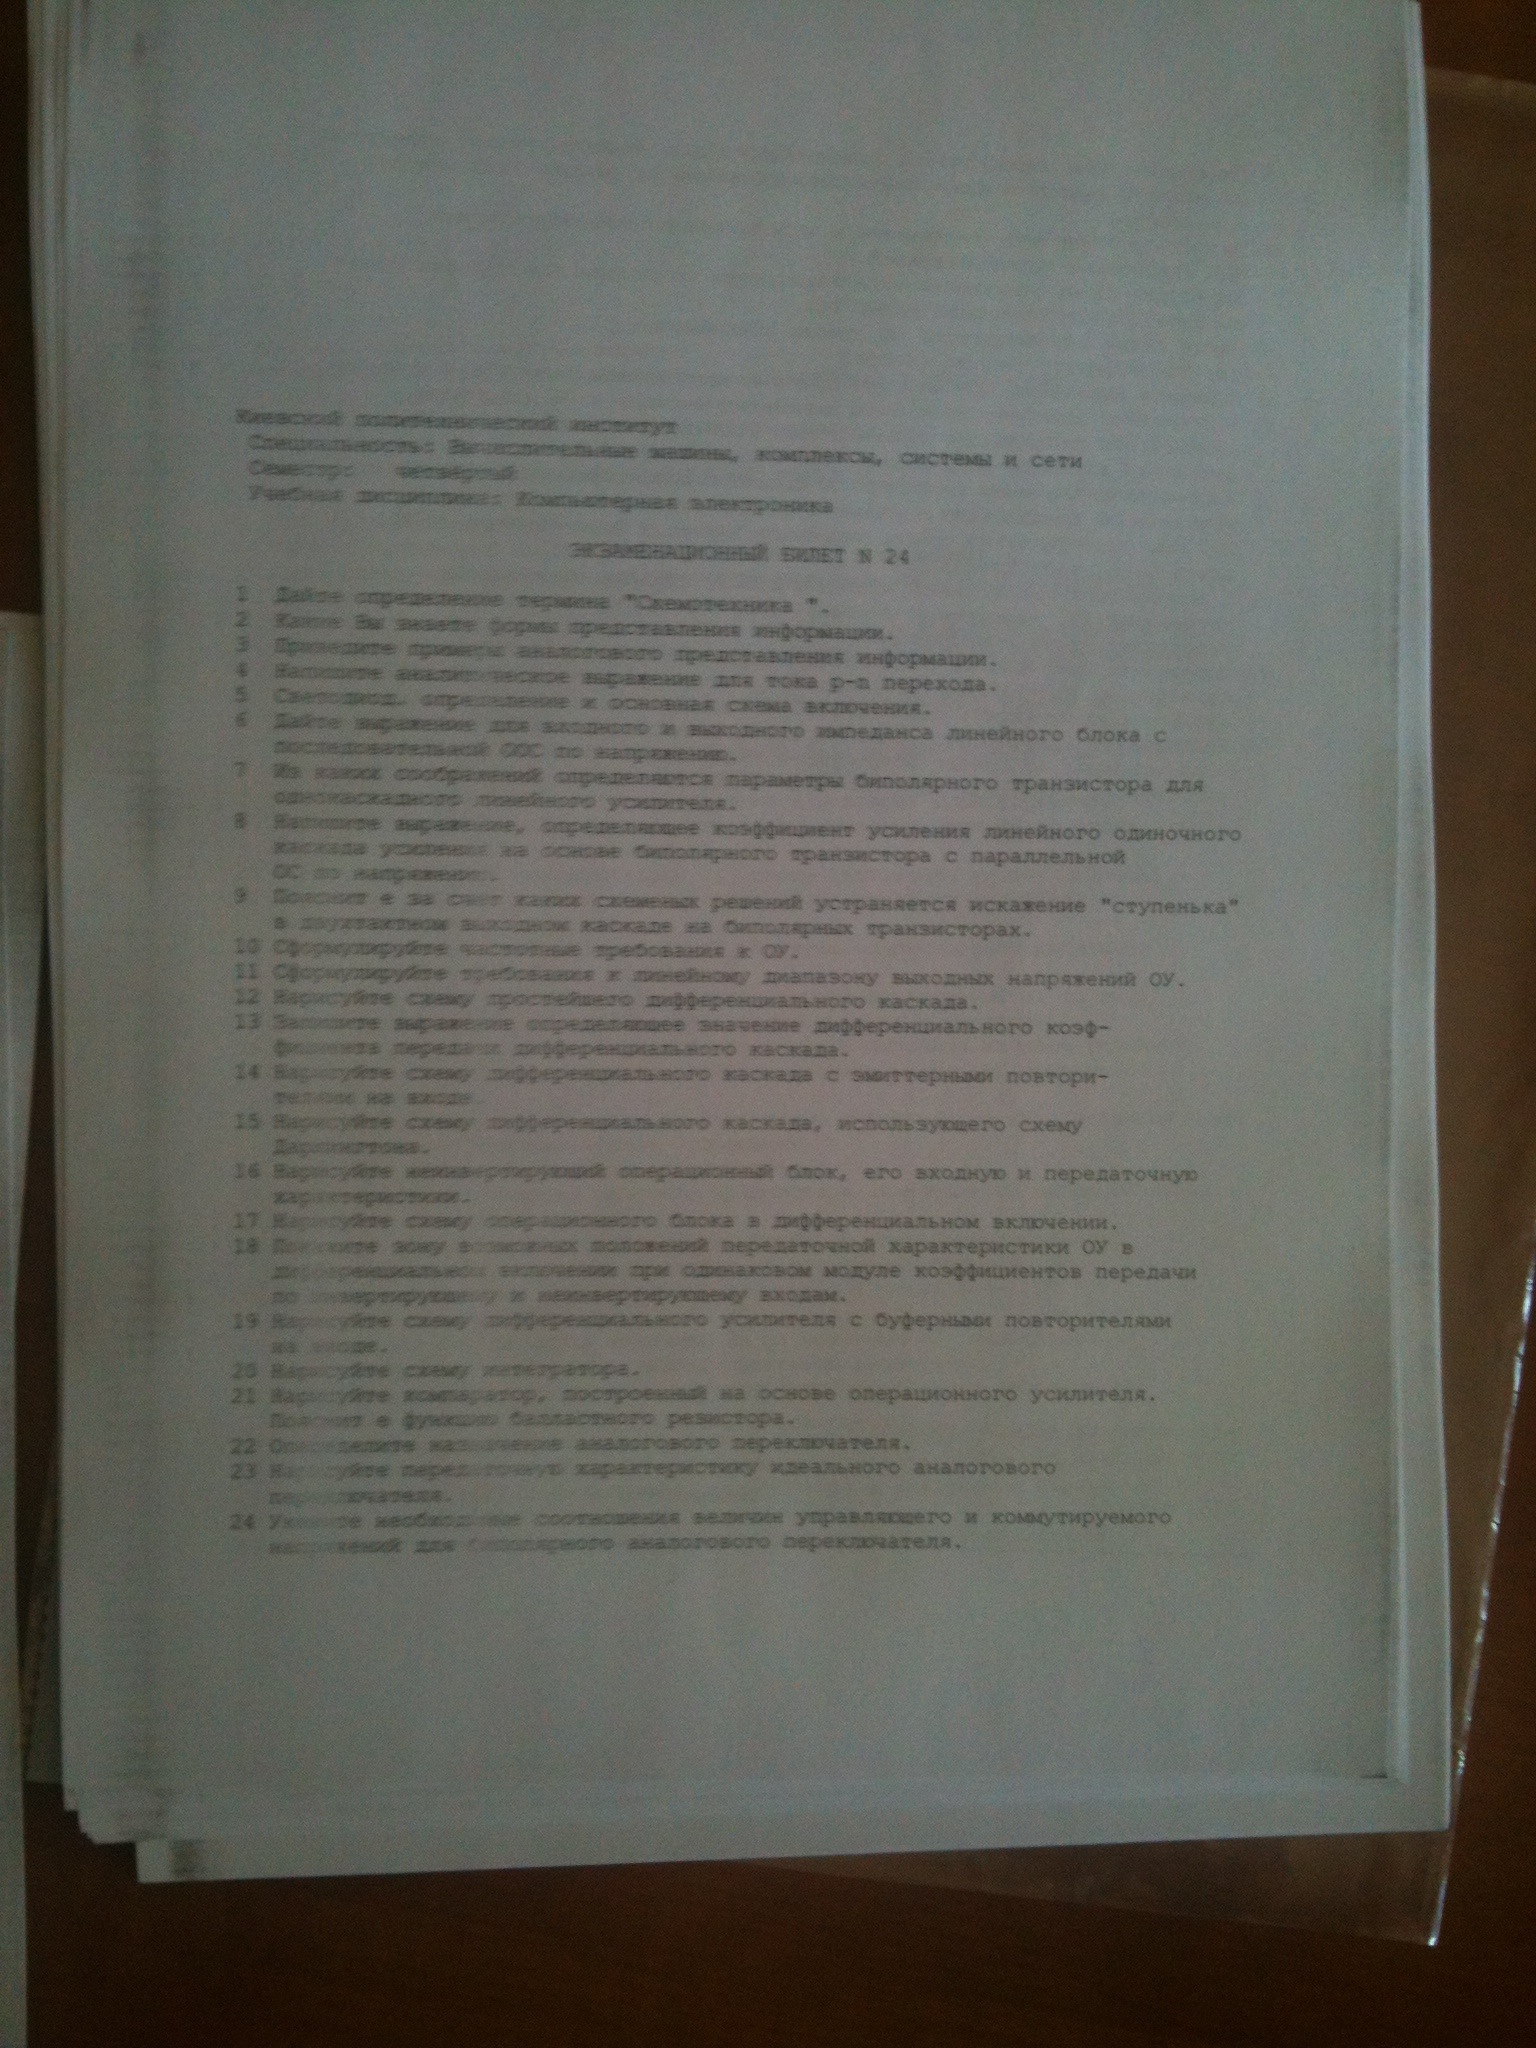 Киевский политехнический институт
Специальность: Вычислительные машины, комплексы, системы и сети
Семестр: четвертый
Учебная дисциплина: Компьютерная электроника
ЭКЗАМЕНАЦИОННЫЙ БИЛЕТ N 24
1 Дайте определение термина "Схемотехника ".
2 Какие Вы знаете формы представления информации.
3 Приведите примеры аналогового представления информации.
4 Напишите аналитическое выражение для тока p-n перехода.
5 Светодиод, определение и основная схема включения.
6 Дайте выражение для входного и выходного импеданса линейного блока с
последовательной ООС по напряжению.
7 Из каких соображений определяются параметры биполярного транзистора для
однокаскадного линейного усилителя.
8 Напишите выражение, определяющее коэффициент усиления линейного одиночного
каскада усиления на основе биполярного транзистора с параллельной
ОС по напряжению.
9 Пояснит е за счет каких схемных решений устраняется искажение "ступенька"
в двухтактном выходном каскаде на биполярных транзисторах.
10 Сформулируйте частотные требования к ОУ.
11 Сформулируйте требования к линейному диапазону выходных напряжений ОУ.
12 Нарисуйте схему простейшего дифференциального каскада.
13 Запишите выражение определяющее значение дифференциального коэф-
фициента передачи дифференциального каскада.
14 Нарисуйте схему дифференциального каскада с эмиттерными повтори-
телями на входе.
15 Нарисуйте схему дифференциального каскада, использующего схему
Дарлингтона.
16 Нарисуйте неинвертирующий операционный блок, его входную и передаточную
характеристики.
17 Нарисуйте схему операционного блока в дифференциальном включении.
18 Покажите зону возможных положений передаточной характеристики ОУ в
дифференциальном включении при одинаковом модуле коэффициентов передачи
по инвертирующему и неинвертирующему входам.
19 Нарисуйте схему дифференциального усилителя с буферными повторителями
на входе.
20 Нарисуйте схему интегратора.
21 Нарисуйте компаратор, построенный на основе операционного усилителя.
Пояснит е функцию балластного резистора.
22 Определите назначение аналогового переключателя.
23 Нарисуйте передаточную характеристику идеального аналогового
переключателя.
24 Укажите необходимые соотношения величин управляющего и коммутируемого
напряжений для биполярного аналогового переключателя.